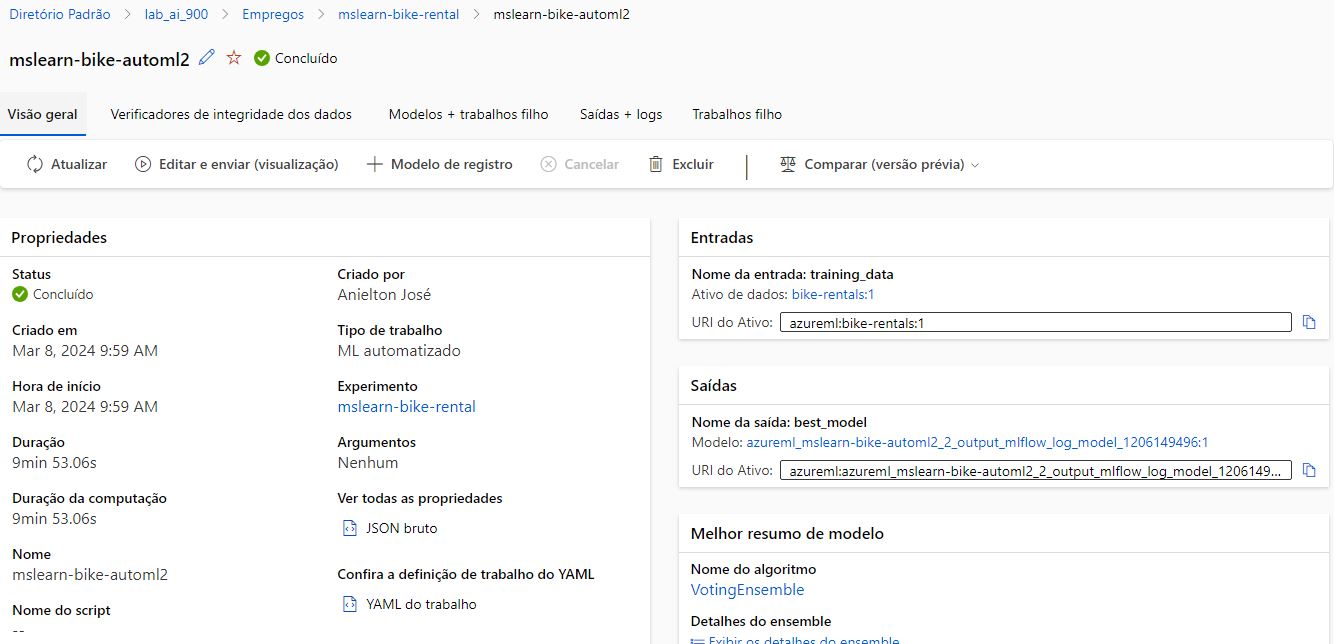 Diretório Padrão > lab_ai_900 > Empregos > mslearn-bike-rental > mslearn-bike-automl2
mslearn-bike-automl2 Concluído
Visão geral Verificadores de integridade dos dados Modelos + trabalhos filho Saídas + logs Trabalhos filho
Atualizar Editar e enviar (visualização) Modelo de registro Cancelar Excluir Comparar (versão prévia)
Propriedades
Status
Concluído
Criado em
Mar 8, 2024 9:59 AM
Hora de início
Mar 8, 2024 9:59 AM
Duração
9min 53.06s
Duração da computação
9min 53.06s
Nome
mslearn-bike-automl2
Nome do script
--
Criado por
Anielton José
Tipo de trabalho
ML automatizado
Experimento
mslearn-bike-rental
Argumentos
Nenhum
Ver todas as propriedades
JSON bruto
Confira a definição de trabalho do YAML
YAML do trabalho
Entradas
Nome da entrada: training_data
Ativo de dados: bike-rentals:1
URI do Ativo: azureml:bike-rentals:1
Saídas
Nome da saída: best_model
Modelo: azureml_mslearn-bike-automl2_2_output_mlflow_log_model_1206149496:1
URI do Ativo: azureml:azureml_mslearn-bike-automl2_2_output_mlflow_log_model_1206149...
Melhor resumo de modelo
Nome do algoritmo
VotingEnsemble
Detalhes do ensemble
Exibir os detalhes do ensemble